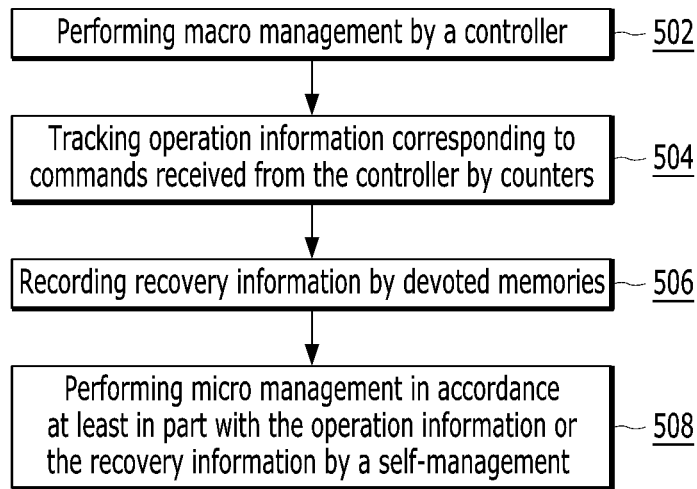 Performing macro management by a controller
502
Tracking operation information corresponding to
commands received from the controller by counters
504
Recording recovery information by devoted memories
506
Performing micro management in accordance
at least in part with the operation information or
the recovery information by a self-management
508